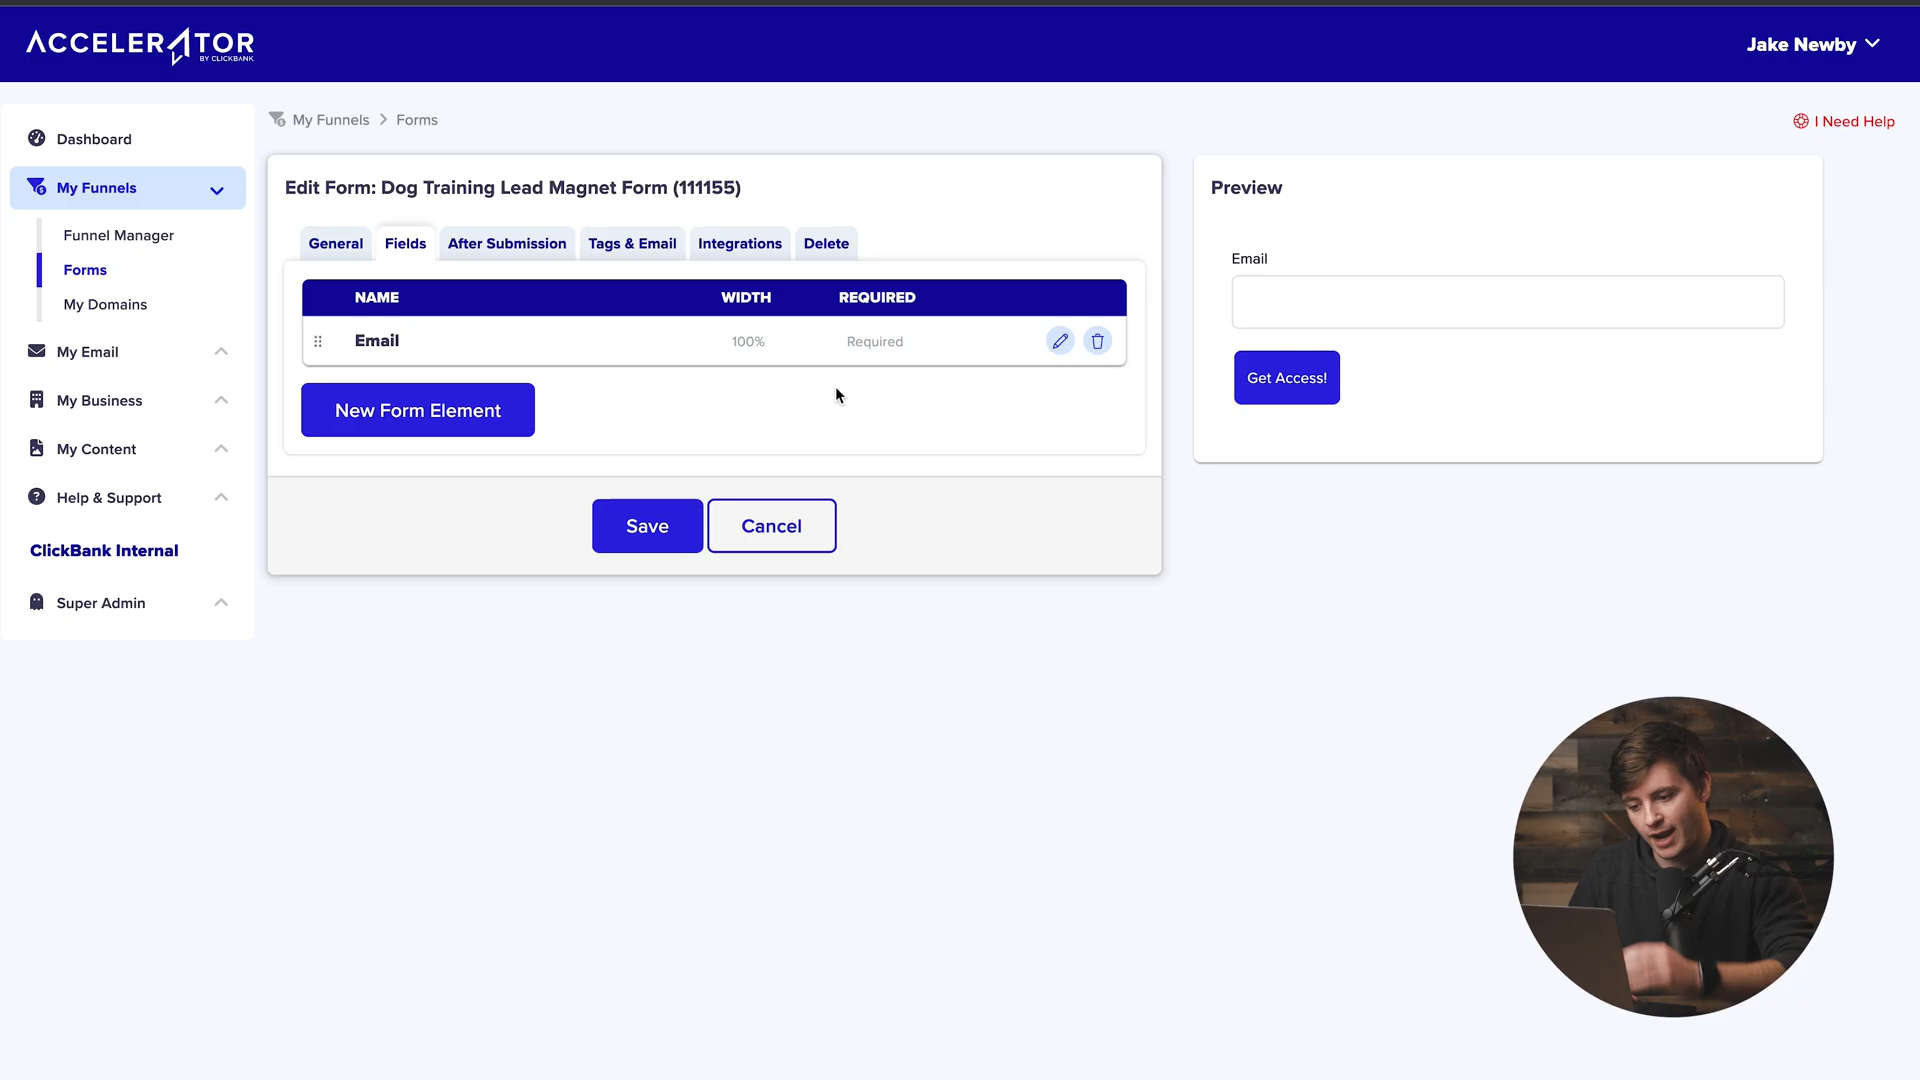 ACCELERATOR
BY CLICKBANK
Jake Newby
Dashboard
My Funnels
Funnel Manager
Forms
My Domains
My Email
My Business
My Content
Help & Support
ClickBank Internal
Super Admin
My Funnels > Forms
I Need Help
Edit Form: Dog Training Lead Magnet Form (111155)
General Fields After Submission Tags & Email Integrations Delete
NAME WIDTH REQUIRED
Email 100% Required
New Form Element
Save Cancel
Preview
Email
Get Access!